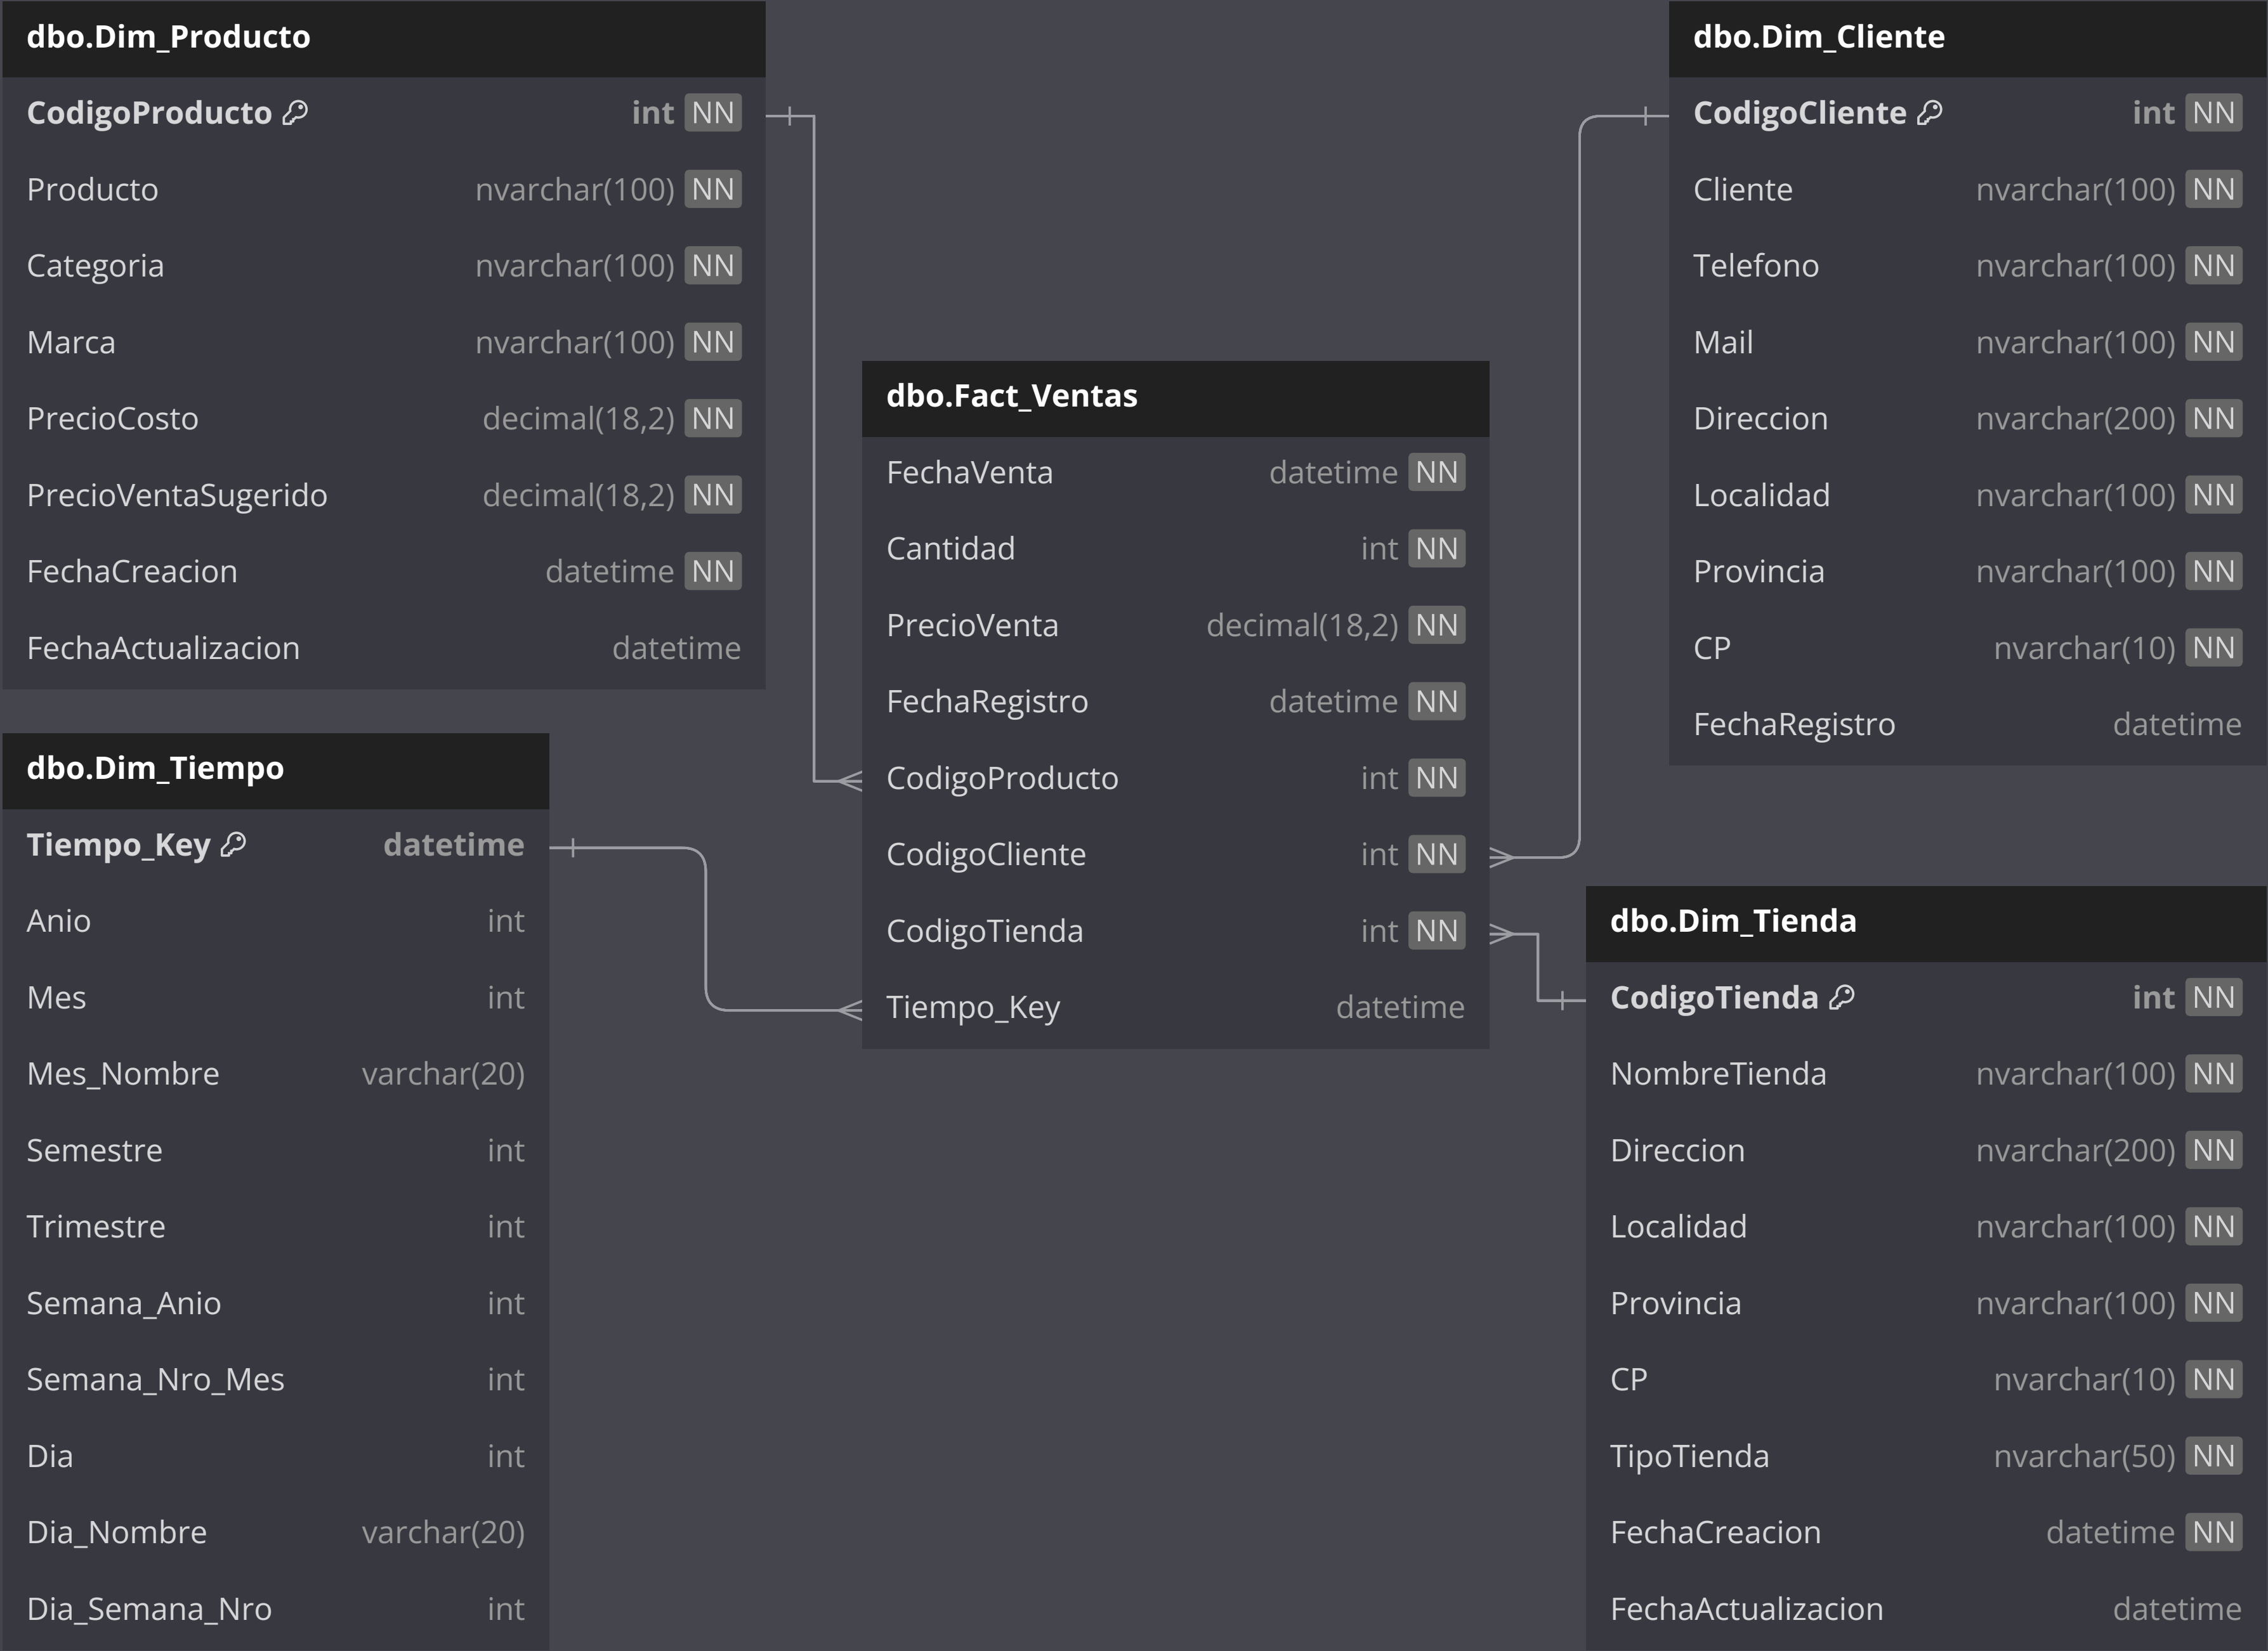 dbo.Dim_Producto
CodigoProducto int NN
Producto nvarchar(100) NN
Categoria nvarchar(100) NN
Marca nvarchar(100) NN
PrecioCosto decimal(18,2) NN
PrecioVentaSugerido decimal(18,2) NN
FechaCreacion datetime NN
FechaActualizacion datetime
dbo.Dim_Tiempo
Tiempo_Key datetime
Anio int
Mes int
Mes_Nombre varchar(20)
Semestre int
Trimestre int
Semana_Anio int
Semana_Nro_Mes int
Dia int
Dia_Nombre varchar(20)
Dia_Semana_Nro int
dbo.Fact_Ventas
FechaVenta datetime NN
Cantidad int NN
PrecioVenta decimal(18,2) NN
FechaRegistro datetime NN
CodigoProducto int NN
CodigoCliente int NN
CodigoTienda int NN
Tiempo_Key datetime
dbo.Dim_Cliente
CodigoCliente int NN
Cliente nvarchar(100) NN
Telefono nvarchar(100) NN
Mail nvarchar(100) NN
Direccion nvarchar(200) NN
Localidad nvarchar(100) NN
Provincia nvarchar(100) NN
CP nvarchar(10) NN
FechaRegistro datetime
dbo.Dim_Tienda
CodigoTienda int NN
NombreTienda nvarchar(100) NN
Direccion nvarchar(200) NN
Localidad nvarchar(100) NN
Provincia nvarchar(100) NN
CP nvarchar(10) NN
TipoTienda nvarchar(50) NN
FechaCreacion datetime NN
FechaActualizacion datetime